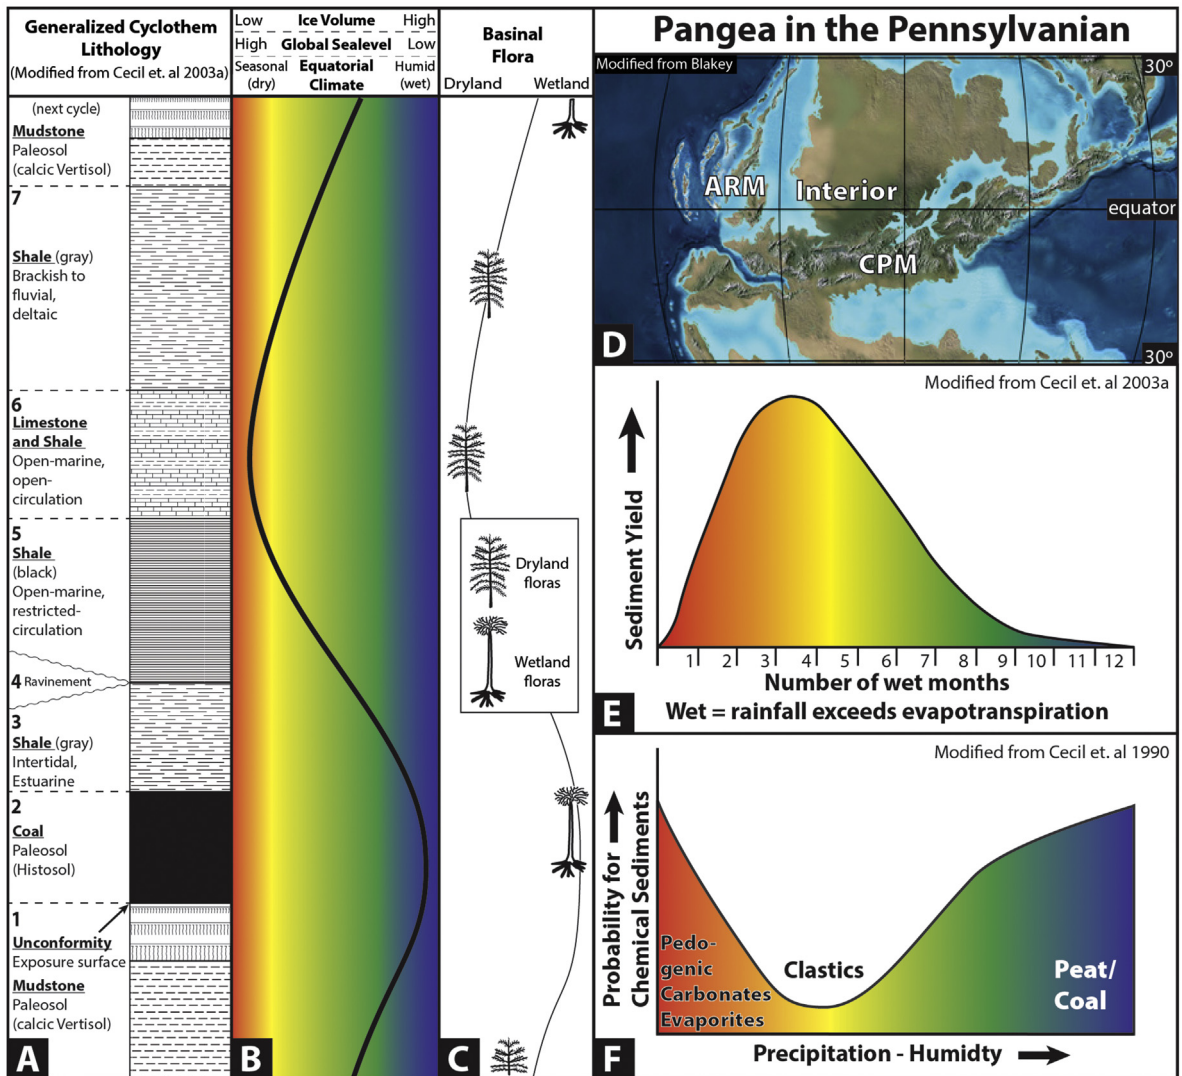 Generalized Cyclothem
Lithology
(Modified from Cecil et. al 2003a)
(next cycle)
Mudstone
Paleosol
(calcic Vertisol)
7
Shale (gray)
Brackish to
fluvial,
deltaic
6
Limestone
and Shale
Open-marine,
open-
circulation
5
Shale
(black)
Open-marine,
restricted-
circulation
4 Ravinement
3
Shale (gray)
Intertidal,
Estuarine
2
Coal
Paleosol
(Histosol)
1
Unconformity
Exposure surface
Mudstone
Paleosol
(calcic Vertisol)
A
Low Ice Volume High
High Global Sealevel Low
Seasonal Equatorial Humid
(dry) Climate (wet)
B
Basinal
Flora
Dryland Wetland
Dryland
floras
Wetland
floras
C
Pangea in the Pennsylvanian
Modified from Blakey
30º
ARM Interior
equator
CPM
30º
D
Modified from Cecil et. al 2003a
Sediment Yield
1 2 3 4 5 6 7 8 9 10 11 12
Number of wet months
Wet = rainfall exceeds evapotranspiration
E
Modified from Cecil et. al 1990
Probability for
Chemical Sediments
Pedo-
genic
Carbonates
Evaporites
Clastics
Peat/
Coal
Precipitation - Humidty
F